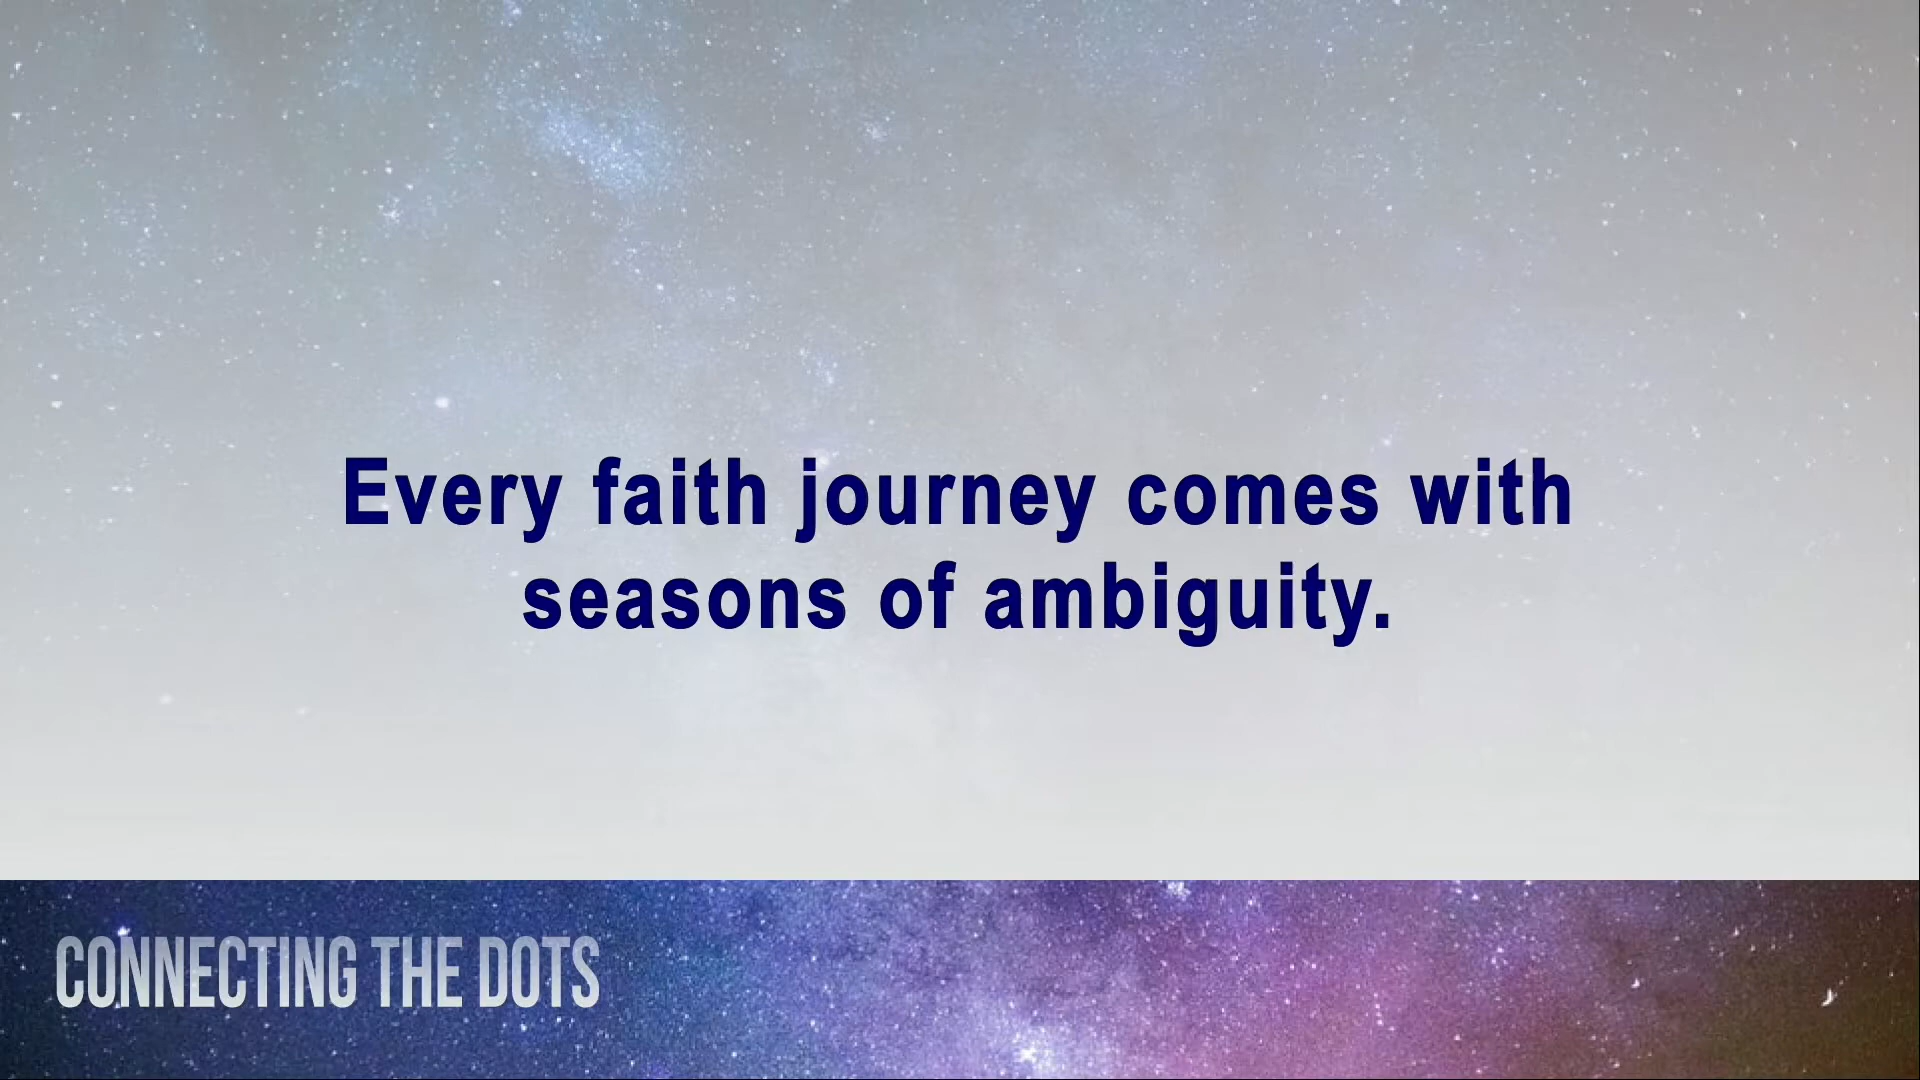 Every faith journey comes with
seasons of ambiguity.
CONNECTING THE DOTS